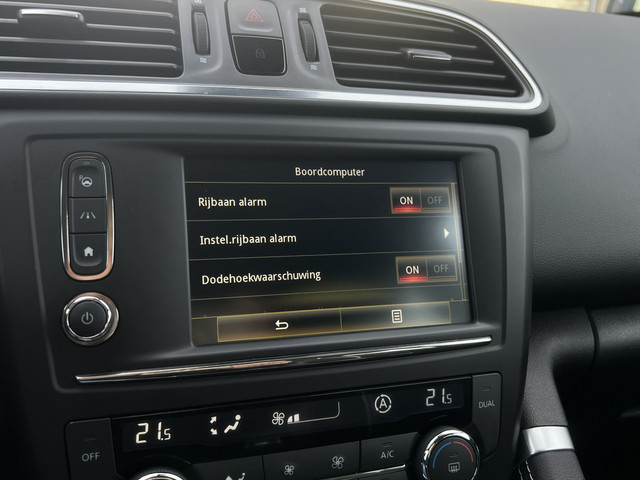 Boordcomputer
Rijbaan alarm ON OFF
Instel.rijbaan alarm
Dodehoekwaarschuwing ON OFF
21.5 A 21.5
OFF DUAL
A/C